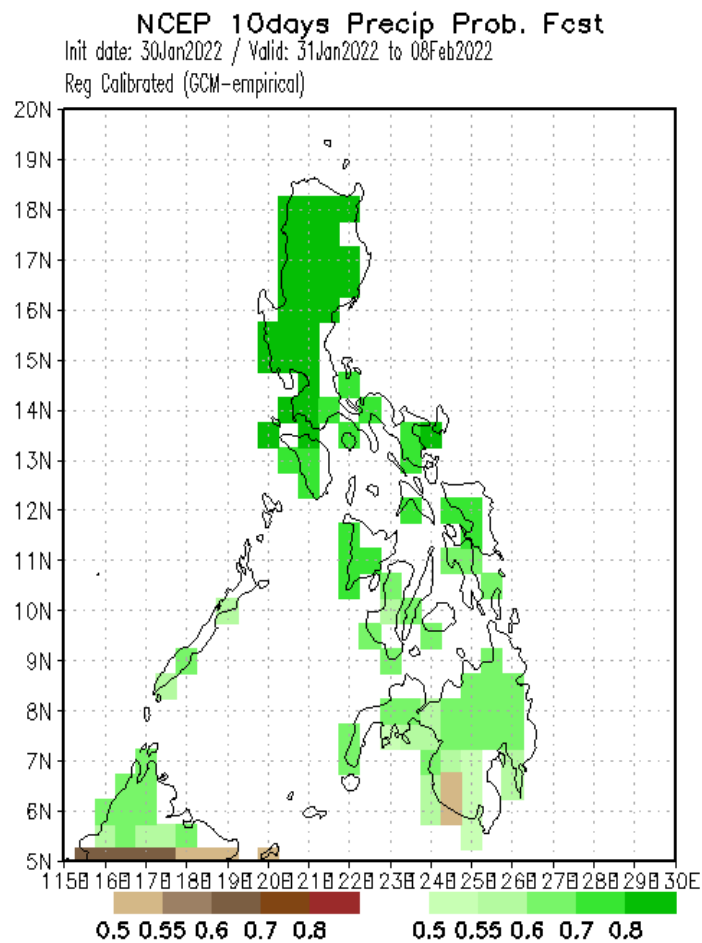 NCEP 10days Precip Prob. Fcst
Init date: 30Jan2022 / Valid: 31Jan2022 to 08Feb2022
Reg Calibrated (GCM-empirical)
20N
19N
18N
17N
16N
15N
14N
13N
12N
11N
10N
9N
8N
7N
6N
5N
0.5 0.55 0.6 0.7 0.8
0.5 0.55 0.6 0.7 0.8